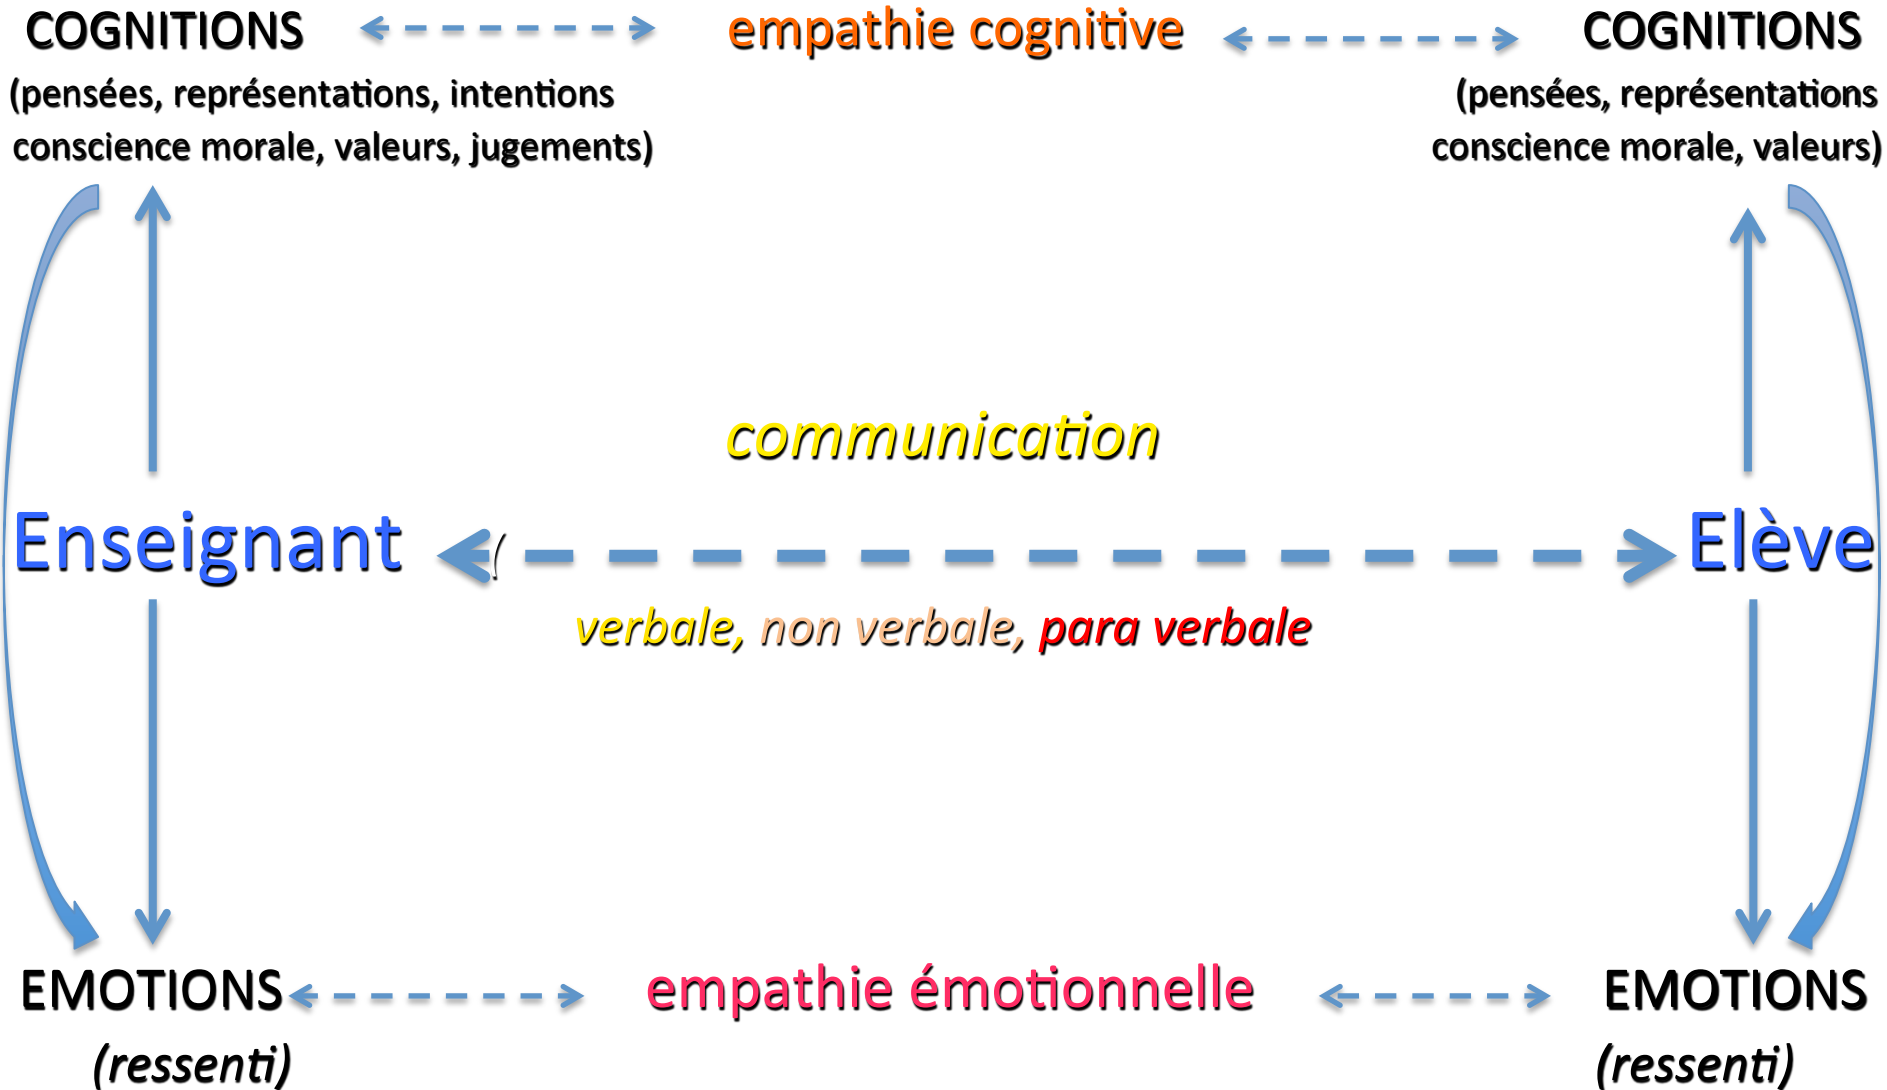 COGNITIONS empathie cognitive COGNITIONS
(pensées, représentations, intentions (pensées, représentations
conscience morale, valeurs, jugements) conscience morale, valeurs)
communication
Enseignant ( Elève
verbale, non verbale, para verbale
EMOTIONS empathie émotionnelle EMOTIONS
(ressenti) (ressenti)